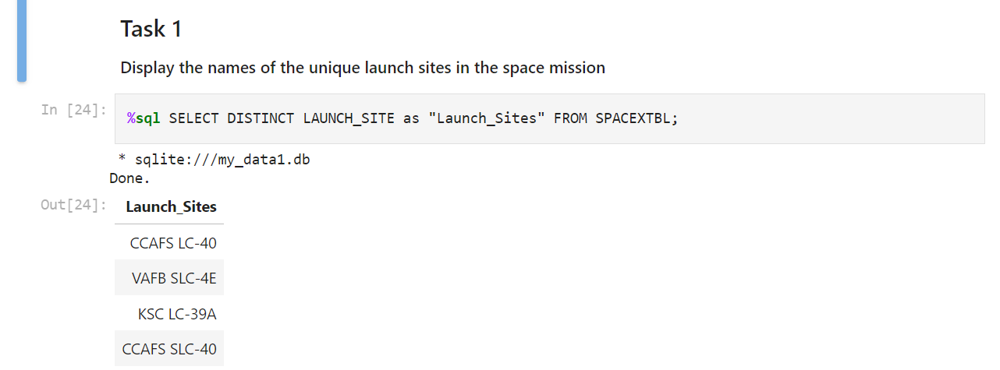 Task 1
Display the names of the unique launch sites in the space mission
In [24]: %sql SELECT DISTINCT LAUNCH_SITE as "Launch_Sites" FROM SPACEXTBL;
* sqlite:///my_data1.db
Done.
Out[24]: Launch_Sites
CCAFS LC-40
VAFB SLC-4E
KSC LC-39A
CCAFS SLC-40